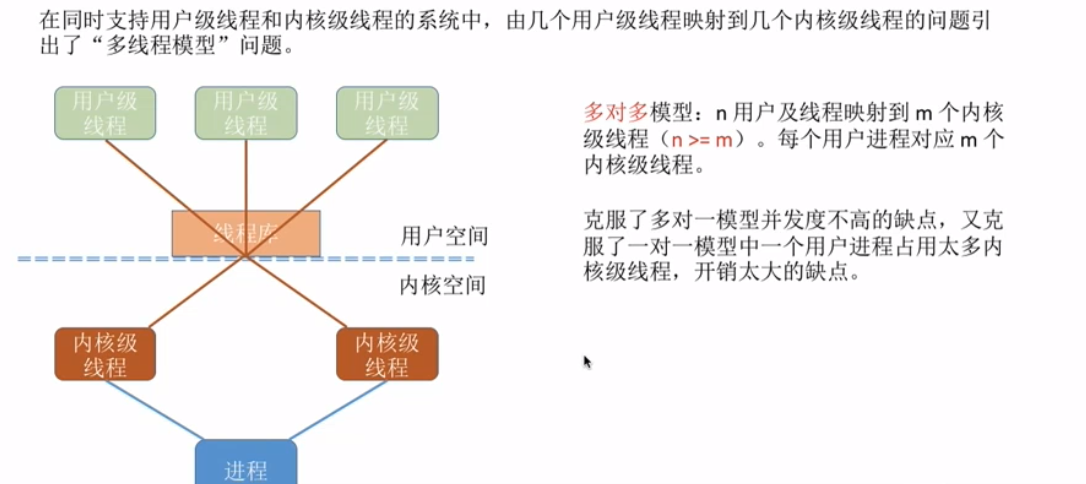 在同时支持用户级线程和内核级线程的系统中，由几个用户级线程映射到几个内核级线程的问题引
出了“多线程模型”问题。
用户级
线程
用户级
线程
用户级
线程
多对多模型：n 用户及线程映射到 m 个内核
级线程（n >= m）。每个用户进程对应 m 个
内核级线程。
克服了多对一模型并发度不高的缺点，又克
服了一对一模型中一个用户进程占用太多内
核级线程，开销太大的缺点。
线程库
用户空间
内核空间
内核级
线程
内核级
线程
进程